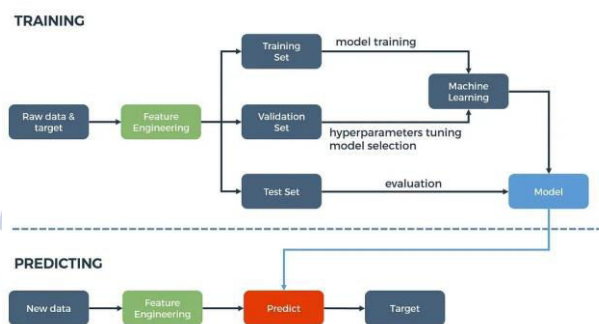 TRAINING
Training
Set
model training
Machine
Learning
Raw data &
target
Feature
Engineering
Validation
Set
hyperparameters tuning
model selection
Test Set
evaluation
Model
PREDICTING
New data
Feature
Engineering
Predict
Target